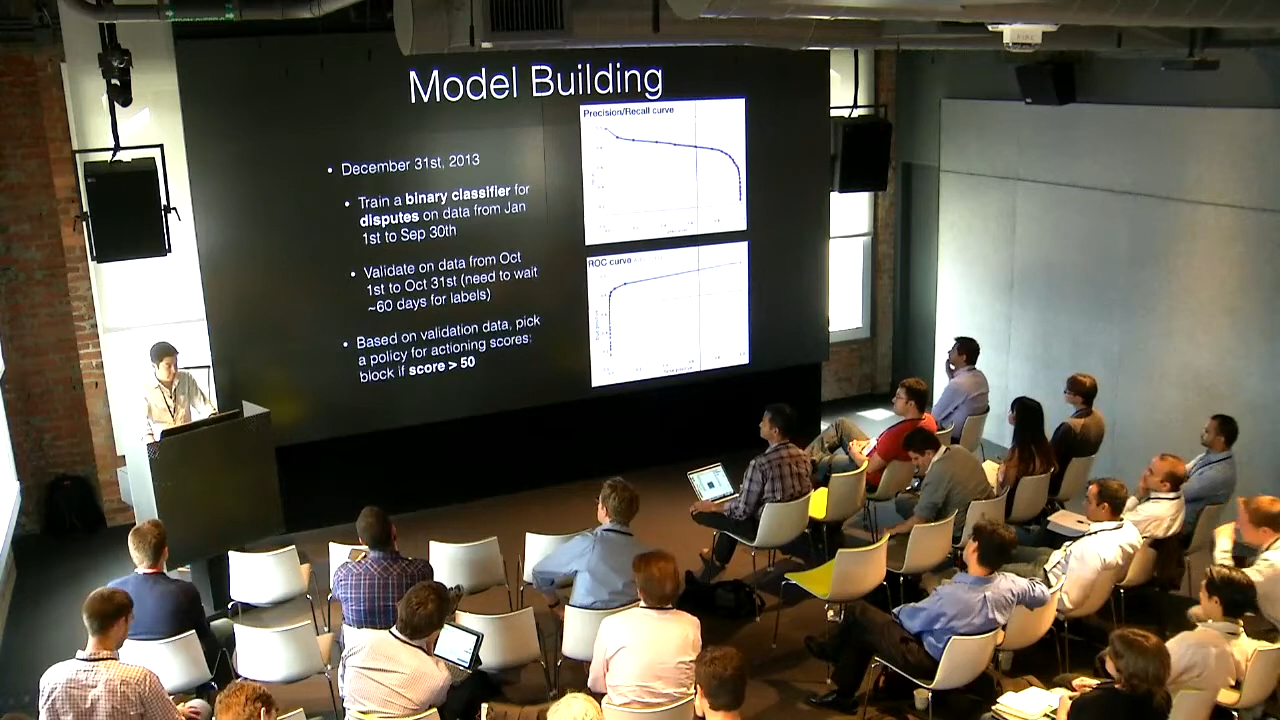 Model Building
• December 31st, 2013
• Train a binary classifier for
disputes on data from Jan
1st to Sep 30th
• Validate on data from Oct
1st to Oct 31st (need to wait
~60 days for labels)
• Based on validation data, pick
a policy for actioning scores:
block if score > 50
Precision/Recall curve
ROC curve